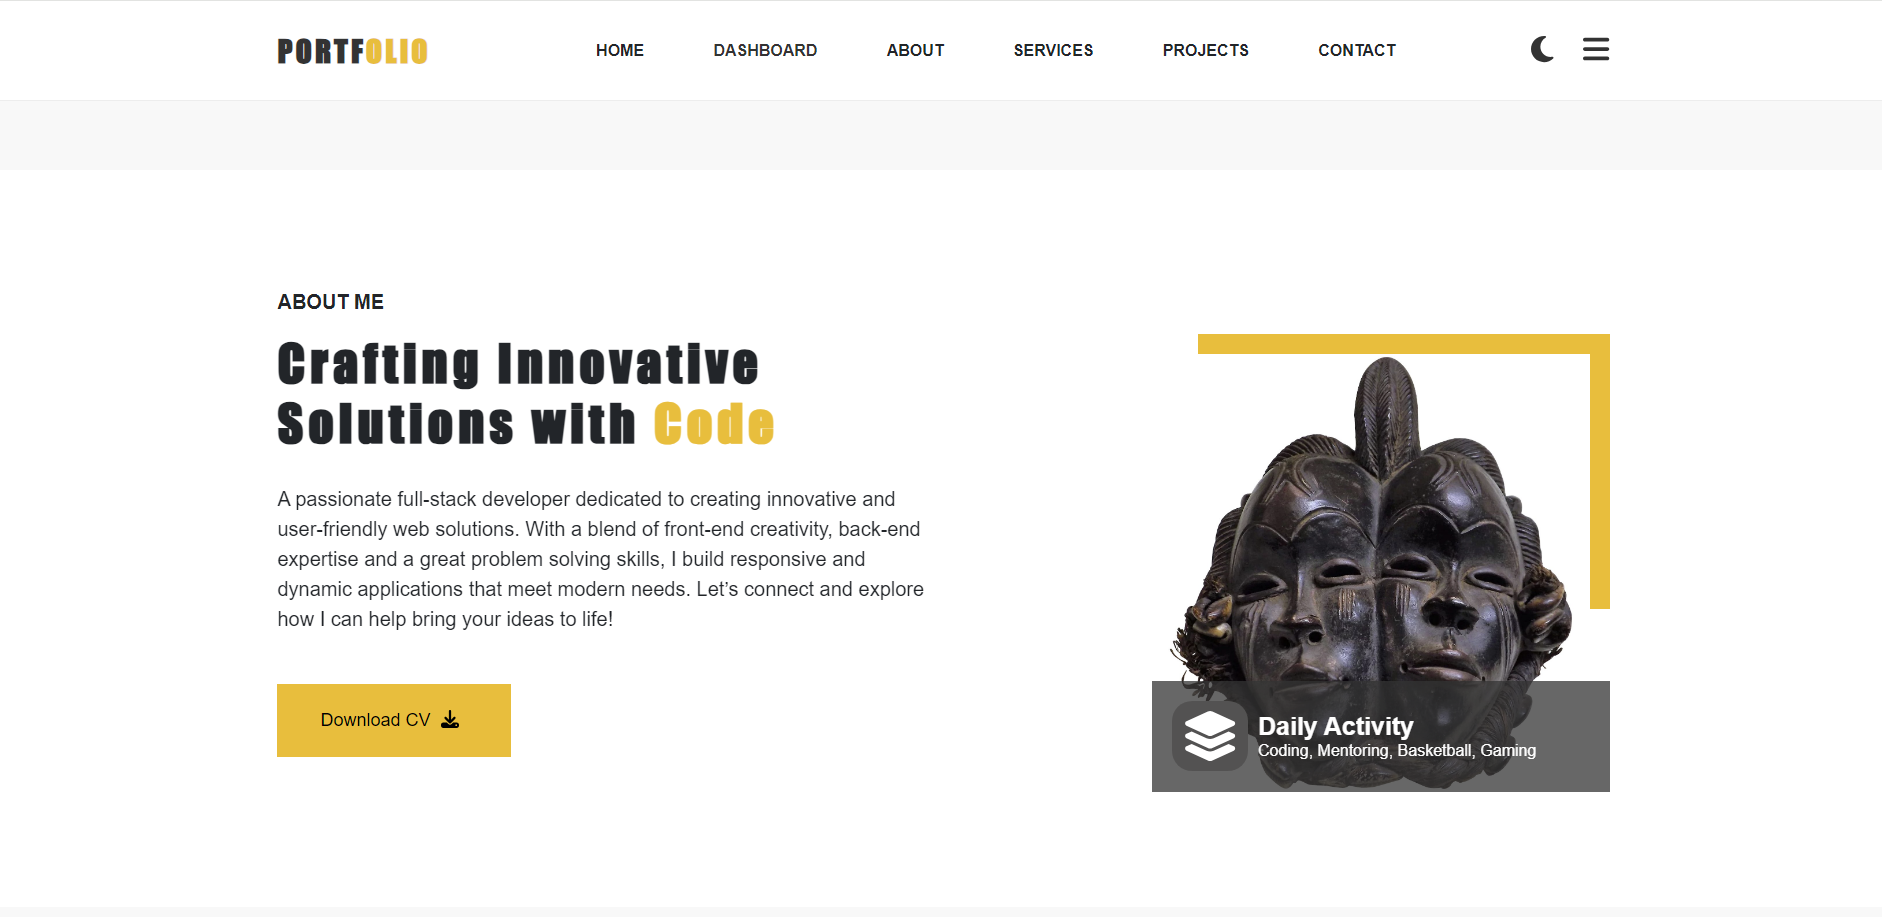 PORTFOLIO
HOME DASHBOARD ABOUT SERVICES PROJECTS CONTACT
ABOUT ME
Crafting Innovative
Solutions with Code
A passionate full-stack developer dedicated to creating innovative and
user-friendly web solutions. With a blend of front-end creativity, back-end
expertise and a great problem solving skills, I build responsive and
dynamic applications that meet modern needs. Let’s connect and explore
how I can help bring your ideas to life!
Download CV
Daily Activity
Coding, Mentoring, Basketball, Gaming